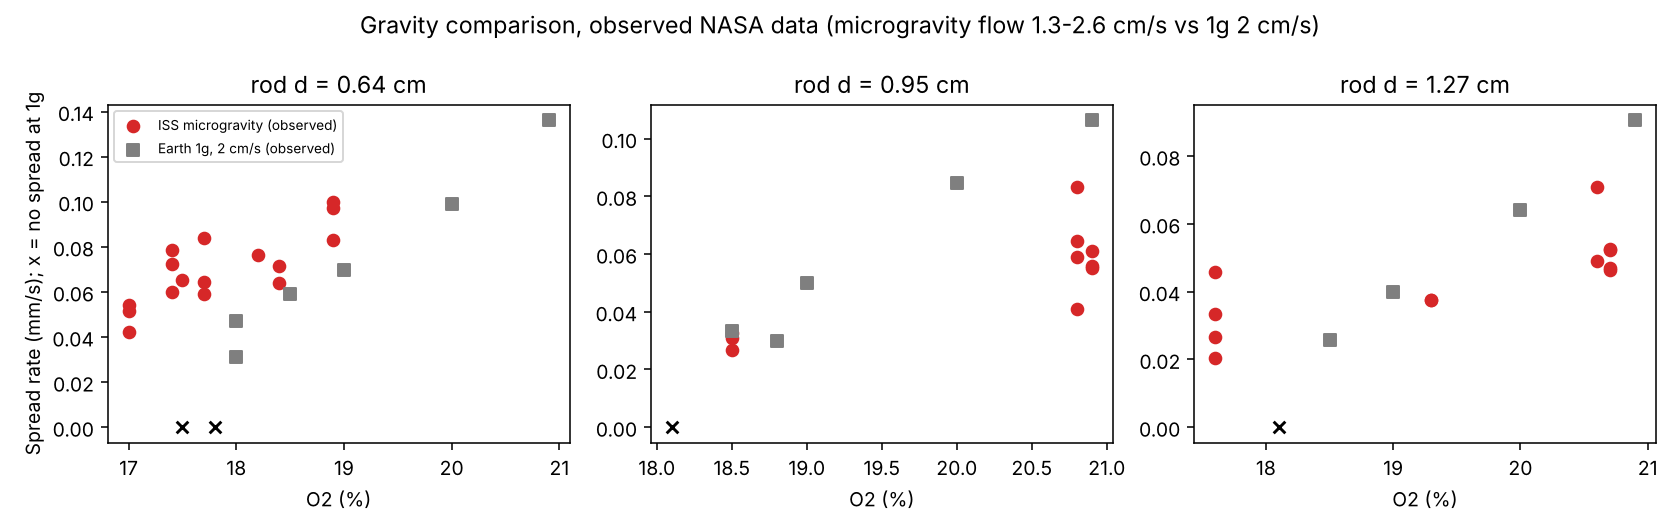 Gravity comparison, observed NASA data (microgravity flow 1.3-2.6 cm/s vs 1g 2 cm/s)
rod d = 0.64 cm
rod d = 0.95 cm
rod d = 1.27 cm
Spread rate (mm/s); x = no spread at 1g
0.14
0.12
0.10
0.08
0.06
0.04
0.02
0.00
ISS microgravity (observed)
Earth 1g, 2 cm/s (observed)
17 18 19 20 21
O2 (%)
0.10
0.08
0.06
0.04
0.02
0.00
18.0 18.5 19.0 19.5 20.0 20.5 21.0
O2 (%)
0.08
0.06
0.04
0.02
0.00
18 19 20 21
O2 (%)